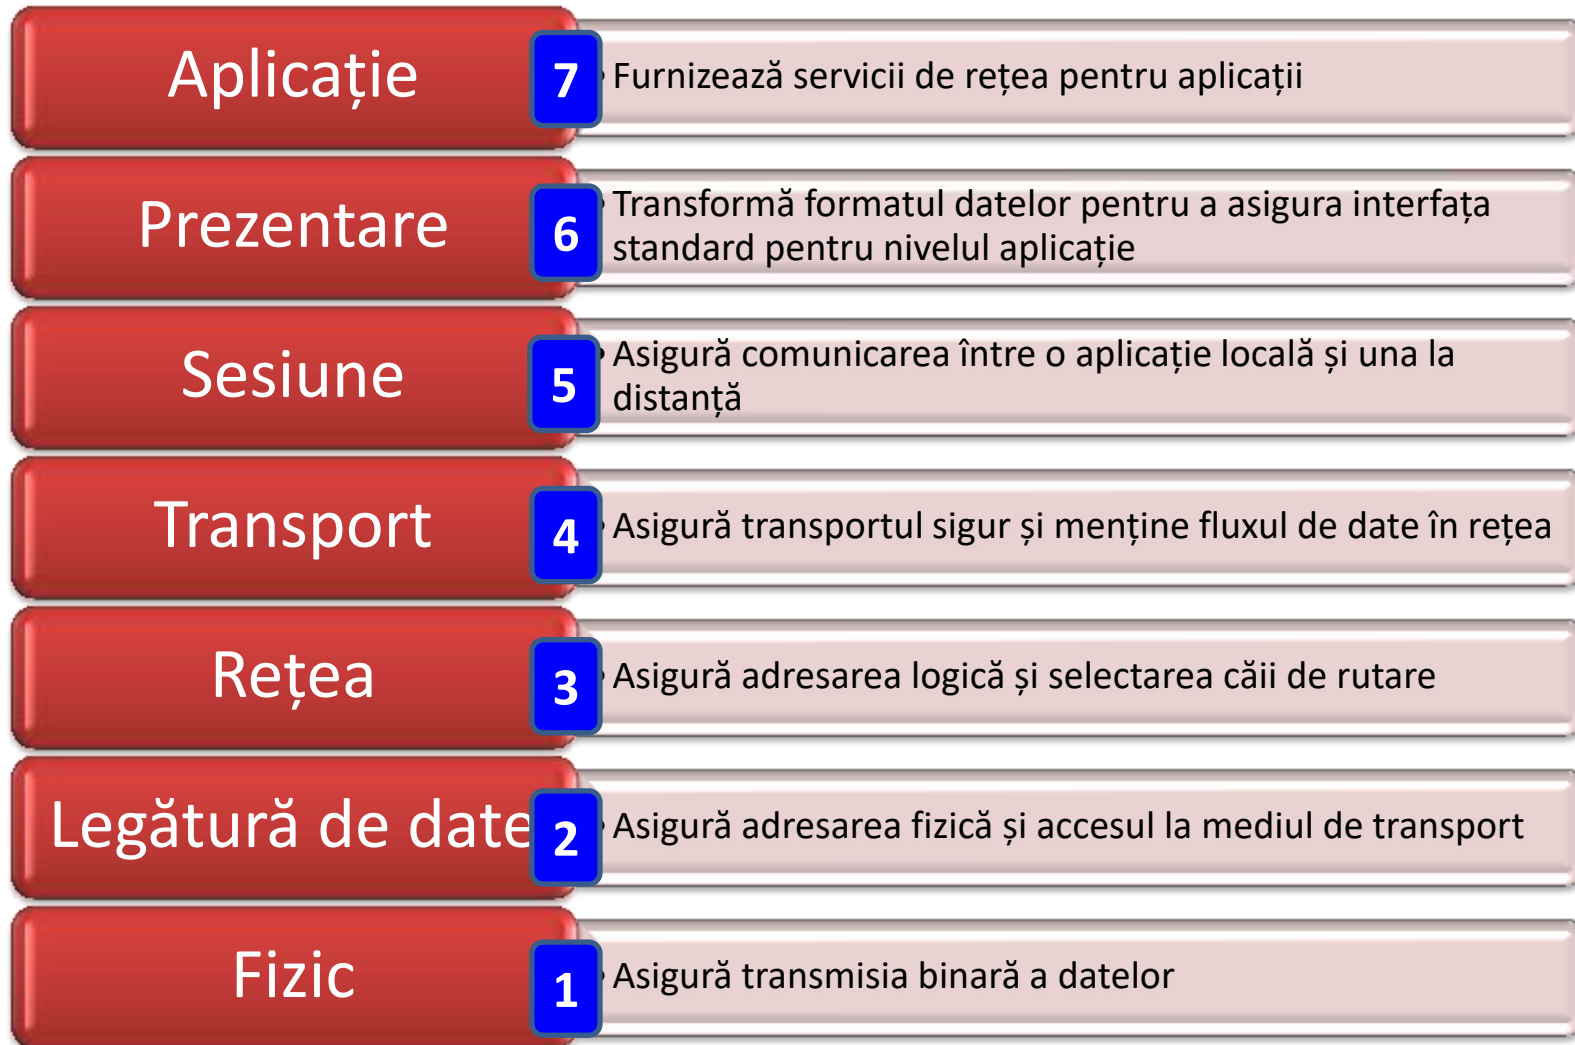 Aplicație
7
• Furnizează servicii de rețea pentru aplicații
Prezentare
6
• Transformă formatul datelor pentru a asigura interfața
standard pentru nivelul aplicație
Sesiune
5
• Asigură comunicarea între o aplicație locală și una la
distanță
Transport
4
• Asigură transportul sigur și menține fluxul de date în rețea
Rețea
3
• Asigură adresarea logică și selectarea căii de rutare
Legătură de date
2
• Asigură adresarea fizică și accesul la mediul de transport
Fizic
1
• Asigură transmisia binară a datelor